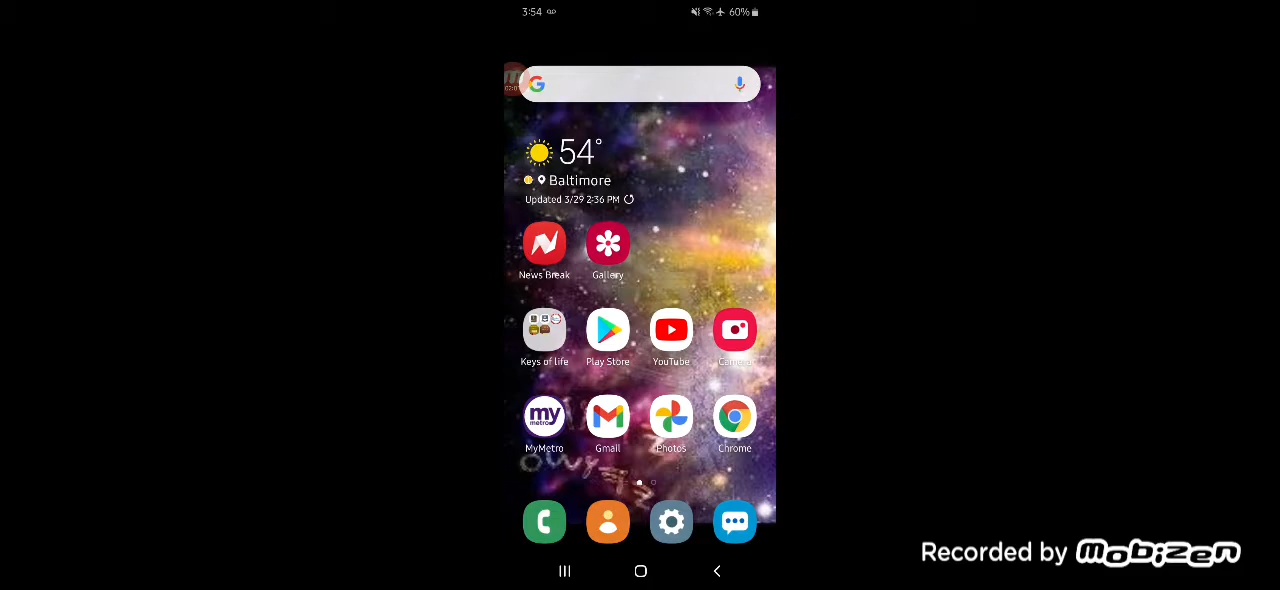 3:54
60%
54°
Baltimore
Updated 3/29 2:36 PM
News Break
Gallery
Keys of life
Play Store
YouTube
Camera
my
metro
MyMetro
Gmail
Photos
Chrome
Recorded by mobizen